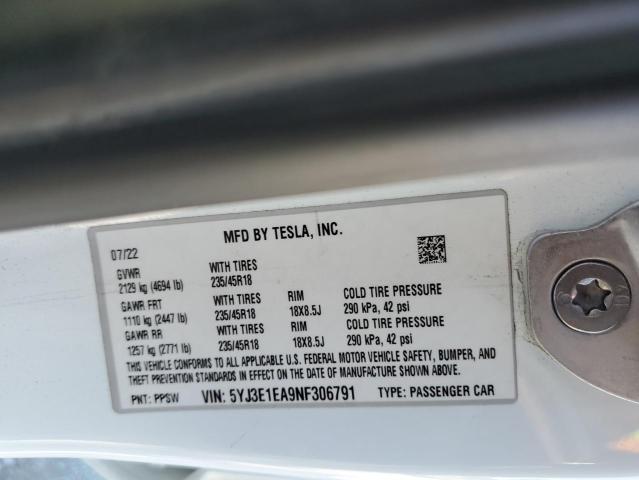 MFD BY TESLA, INC.
07/22
GVWR WITH TIRES
2129 kg (4694 lb) 235/45R18
GAWR FRT WITH TIRES RIM COLD TIRE PRESSURE
1110 kg (2447 lb) 235/45R18 18X8.5J 290 kPa, 42 psi
GAWR RR WITH TIRES RIM COLD TIRE PRESSURE
1257 kg (2771 lb) 235/45R18 18X8.5J 290 kPa, 42 psi
THIS VEHICLE CONFORMS TO ALL APPLICABLE U.S. FEDERAL MOTOR VEHICLE SAFETY, BUMPER, AND
THEFT PREVENTION STANDARDS IN EFFECT ON THE DATE OF MANUFACTURE SHOWN ABOVE.
PNT: PPSW VIN: 5YJ3E1EA9NF306791 TYPE: PASSENGER CAR